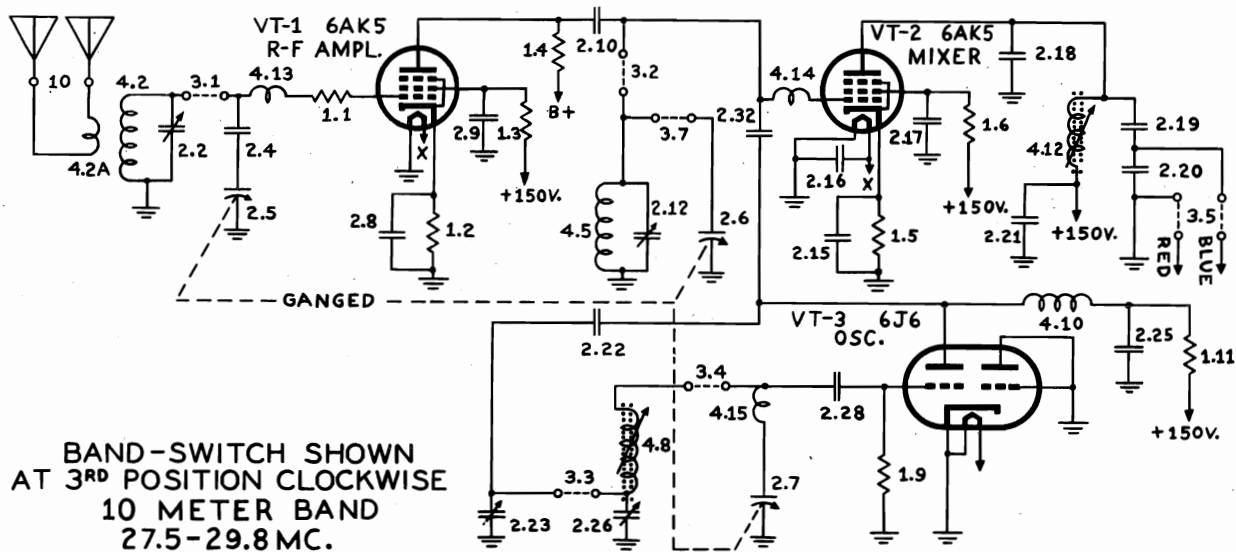 VT-1 6AK5
R-F AMPL.
VT-2 6AK5
MIXER
10
4.2
3.1
4.13
1.1
2.2
2.4
4.2A
2.5
1.4
B+
2.10
2.9
1.3
X
+150V.
2.8
1.2
3.2
3.7
2.32
4.5
2.12
2.6
4.14
2.18
2.17
1.6
2.16
X
+150V.
2.15
1.5
4.12
2.19
2.20
2.21
+150V.
3.5
RED
BLUE
GANGED
2.22
VT-3 6J6
OSC.
4.10
2.25
1.11
+150V.
3.4
4.15
2.28
4.8
3.3
2.23
2.26
2.7
1.9
BAND-SWITCH SHOWN
AT 3RD POSITION CLOCKWISE
10 METER BAND
27.5-29.8 MC.